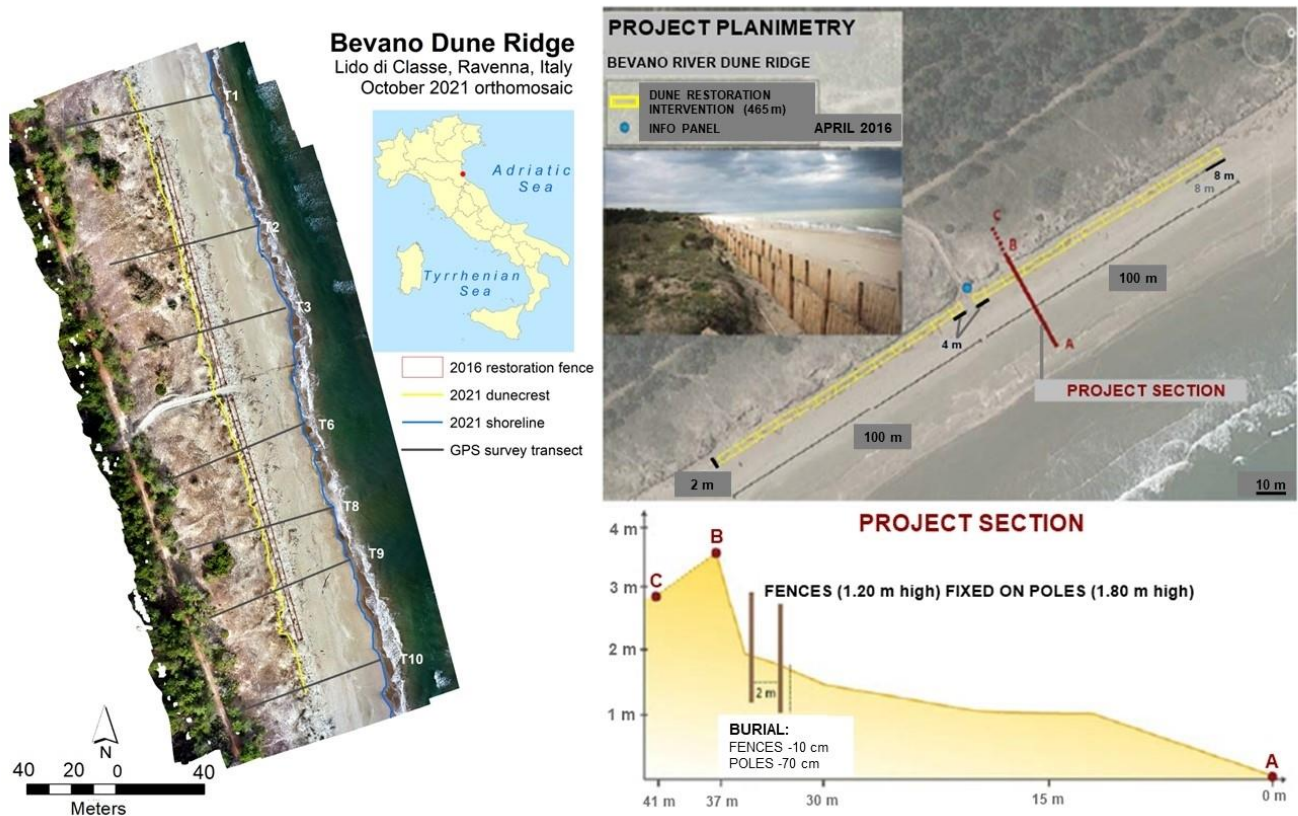 Bevano Dune Ridge
Lido di Classe, Ravenna, Italy
October 2021 orthomosaic
Adriatic
Sea
Tyrrhenian
Sea
2016 restoration fence
2021 dunecrest
2021 shoreline
GPS survey transect
T1
T2
T3
T6
T8
T9
T10
N
40 20 0 40
Meters
PROJECT PLANIMETRY
BEVANO RIVER DUNE RIDGE
DUNE RESTORATION
INTERVENTION (465 m)
INFO PANEL
APRIL 2016
8 m
8 m
C
B
100 m
4 m
A
PROJECT SECTION
100 m
2 m
10 m
PROJECT SECTION
4 m
3 m
2 m
1 m
B
C
FENCES (1.20 m high) FIXED ON POLES (1.80 m high)
2 m
BURIAL:
FENCES -10 cm
POLES -70 cm
A
41 m
37 m
30 m
15 m
0 m